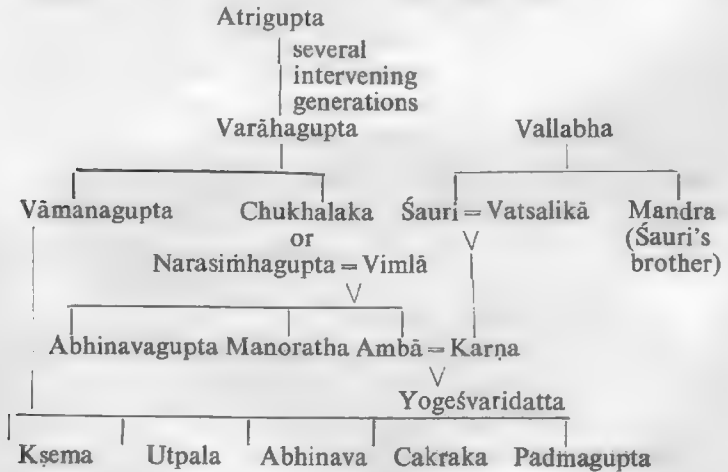 Atrigupta
several
intervening
generations
Varāhagupta Vallabha
Vāmanagupta Chukhalaka Śauri = Vatsalikā Mandra
or (Śauri's
Narasiṁhagupta = Vimlā brother)
Abhinavagupta Manoratha Ambā = Karṇa
Yogeśvaridatta
Kṣema Utpala Abhinava Cakraka Padmagupta